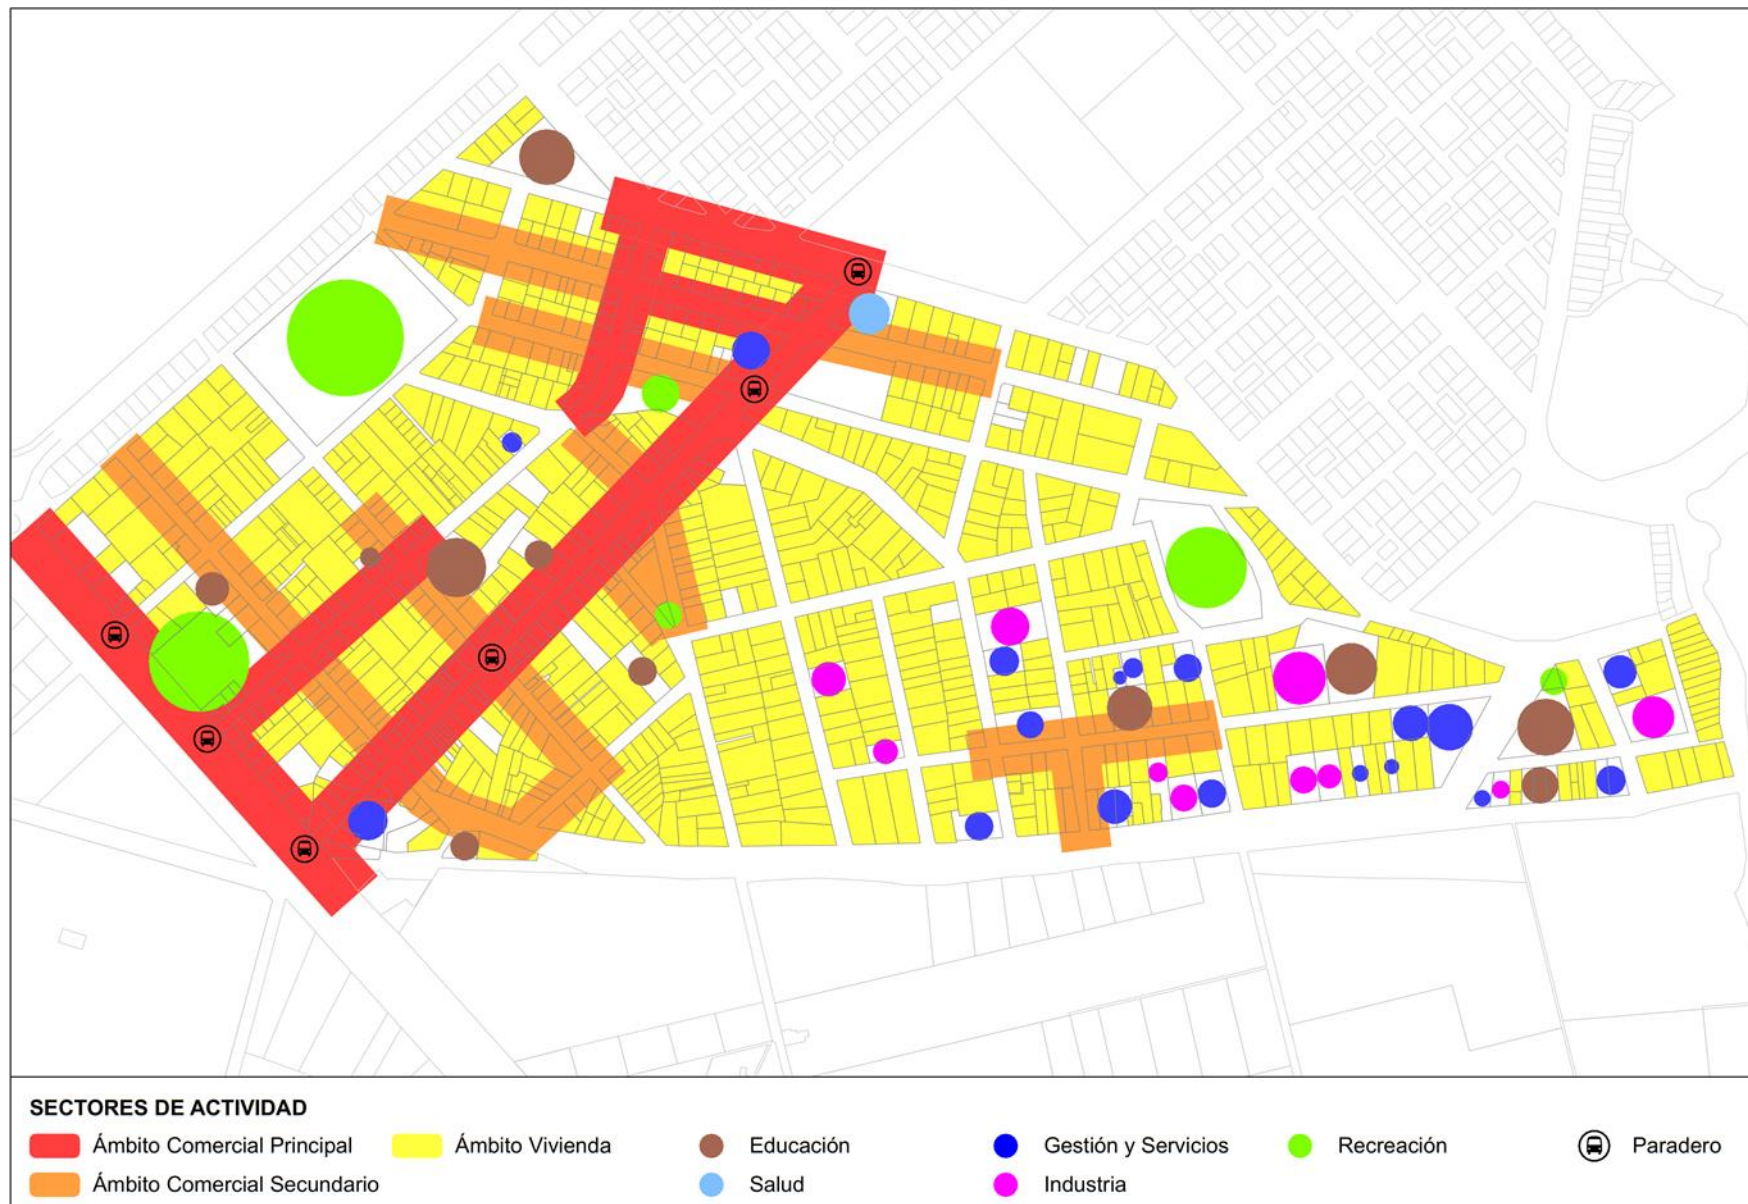 SECTORES DE ACTIVIDAD
Ámbito Comercial Principal
Ámbito Vivienda
Educación
Gestión y Servicios
Recreación
Paradero
Ámbito Comercial Secundario
Salud
Industria